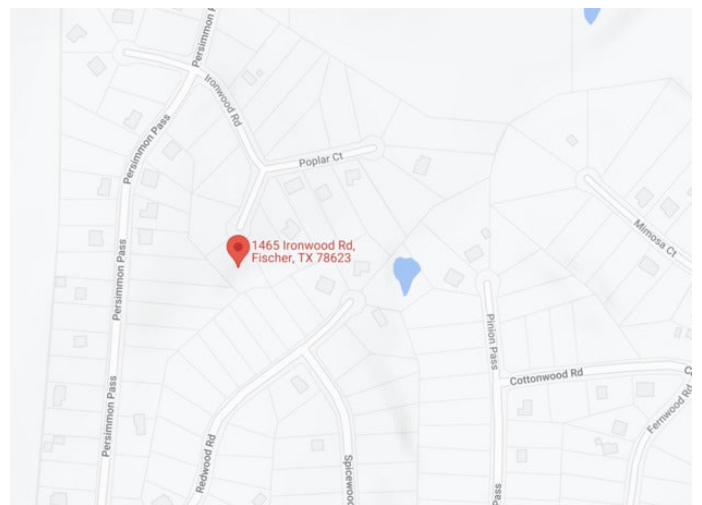 Persimmon P
Ironwood Rd
Persimmon Pass
Poplar Ct
1465 Ironwood Rd,
Fischer, TX 78623
Mimosa Ct
Persimmon Pass
Pinion Pass
Cottonwood Rd
C
Fernwood Rd
Persimmon Pass
Redwood Rd
Spicewood
Pass